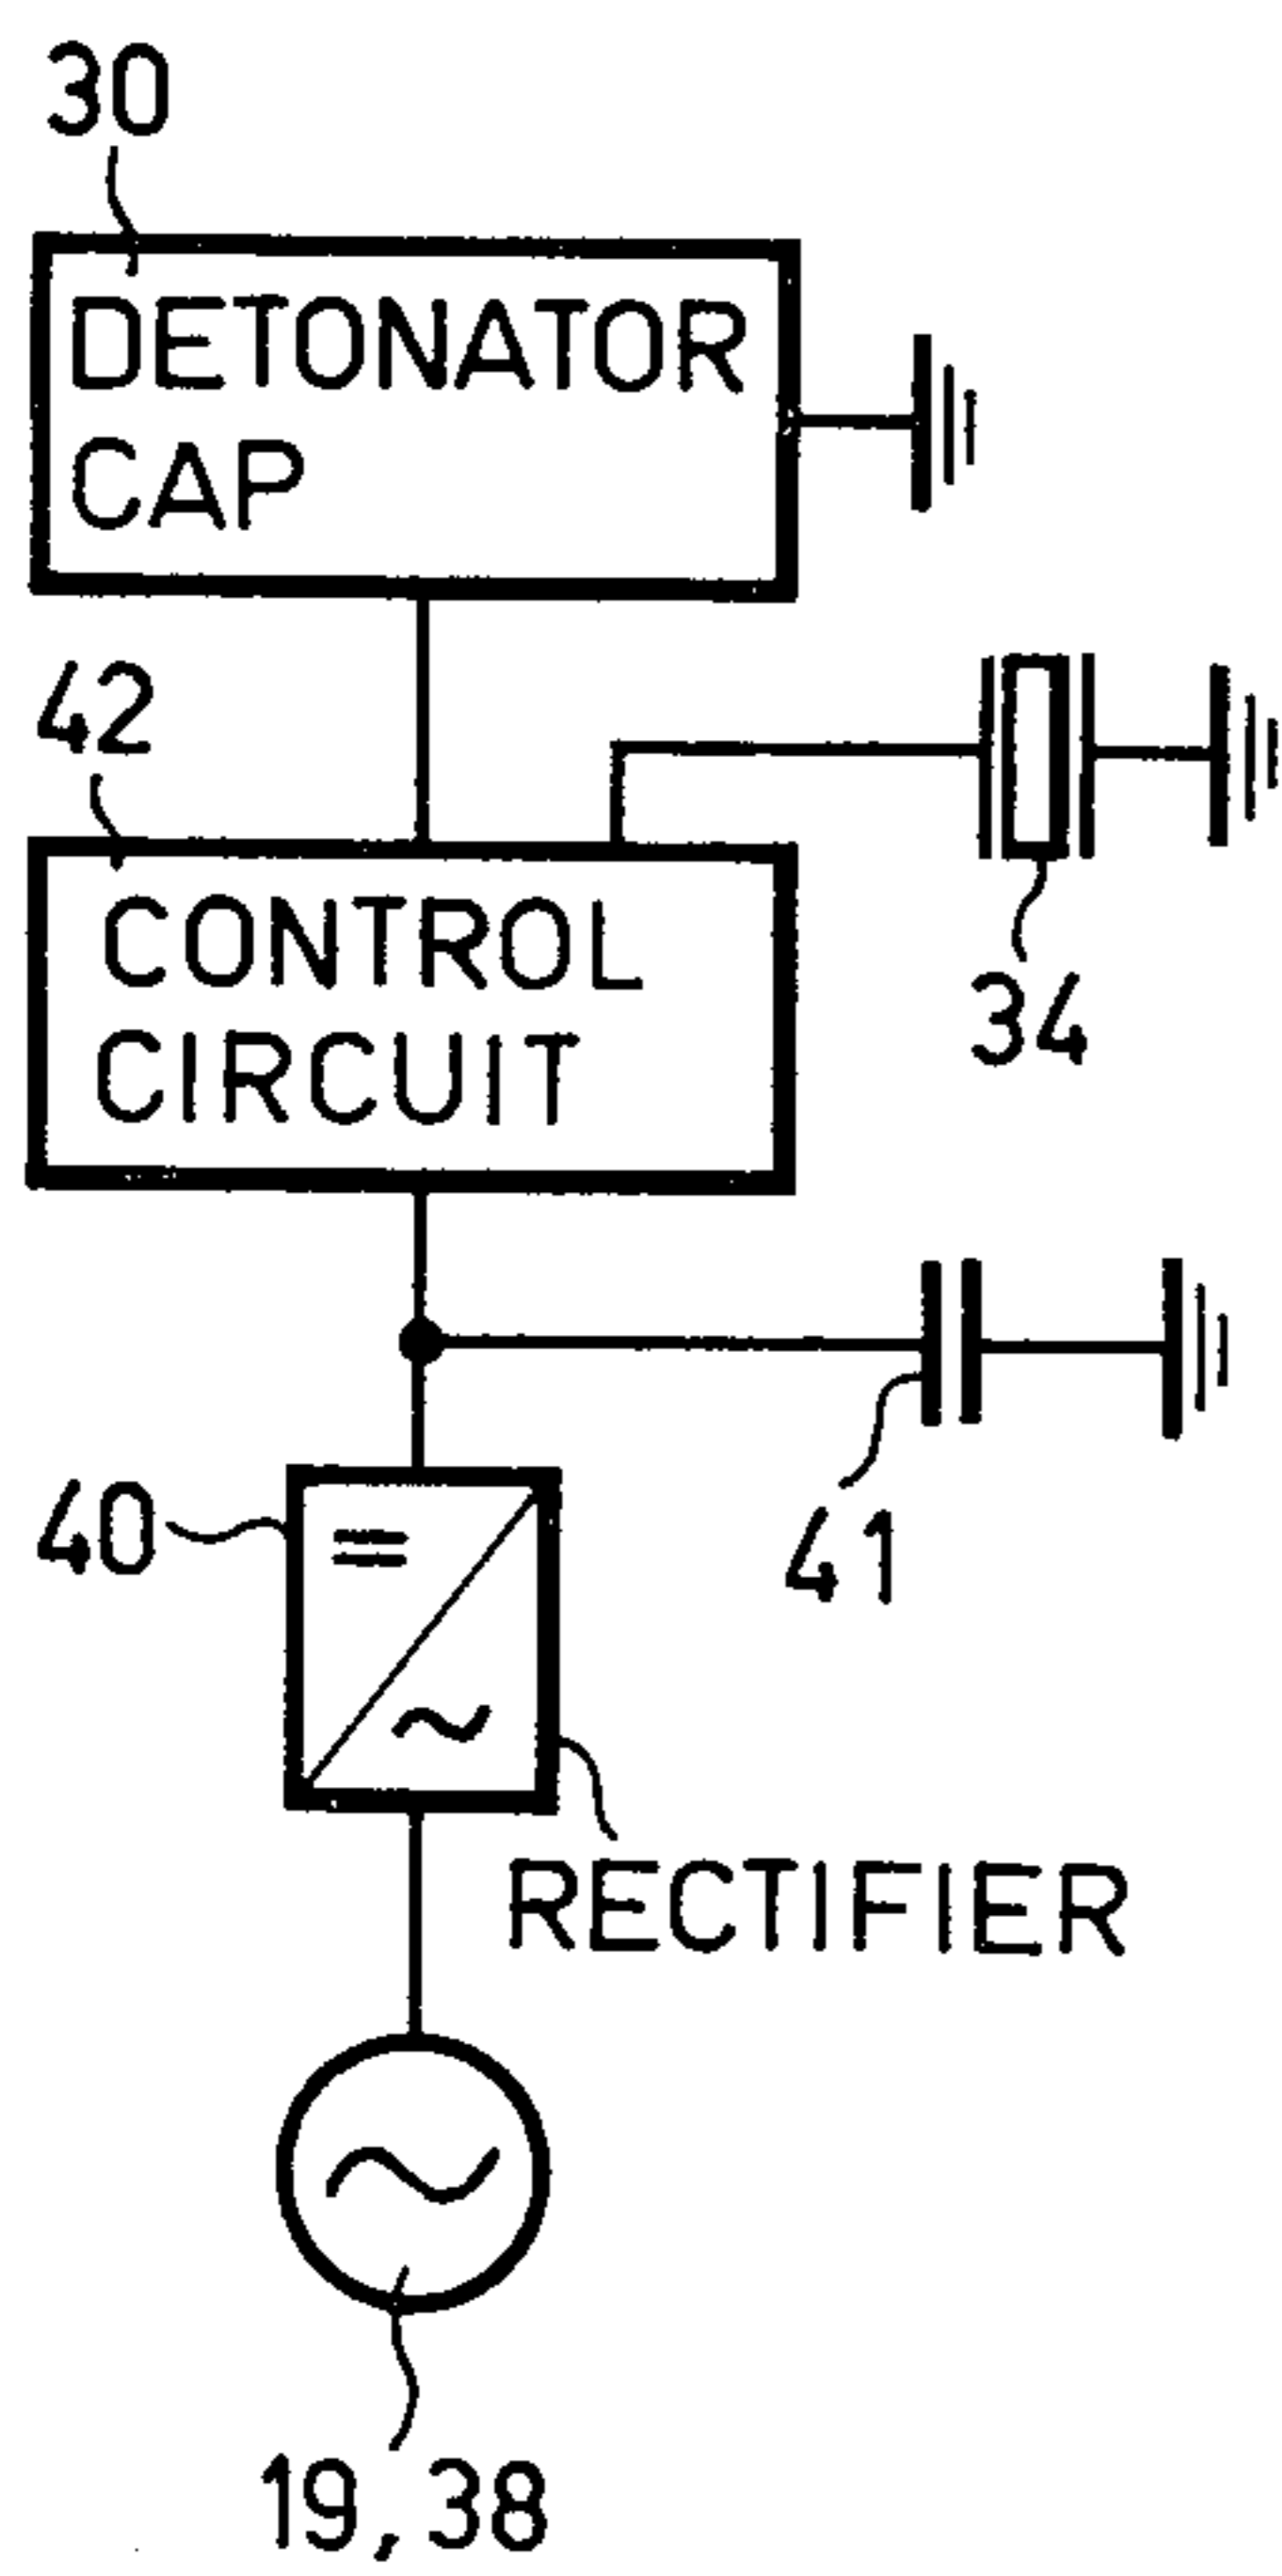 30
DETONATOR
CAP
42
CONTROL
CIRCUIT
34
40
41
RECTIFIER
19,38